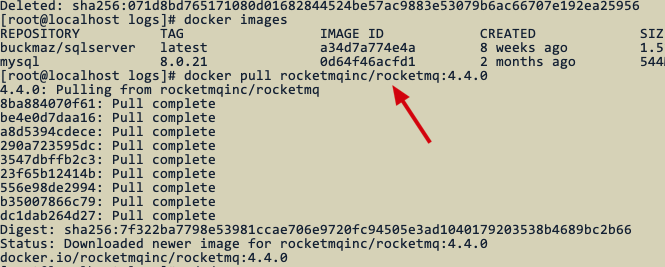 Deleted: sha256:071d8bd765171080d01682844524be57ac9883e53079b6ac66707e192ea25956
[root@localhost logs]# docker images
REPOSITORY TAG IMAGE ID CREATED SIZ
buckmaz/sqlserver latest a34d7a774e4a 8 weeks ago 1.5
mysql 8.0.21 0d64f46acfd1 2 months ago 544
[root@localhost logs]# docker pull rocketmqinc/rocketmq:4.4.0
4.4.0: Pulling from rocketmqinc/rocketmq
8ba884070f61: Pull complete
be4e0d7daa16: Pull complete
a8d5394cdece: Pull complete
290a723595dc: Pull complete
3547dbffb2c3: Pull complete
23f65b12414b: Pull complete
556e98de2994: Pull complete
b35007866c79: Pull complete
dc1dab264d27: Pull complete
Digest: sha256:7f322ba7798e53981ccae706e9720fc94505e3ad1040179203538b4689bc2b66
Status: Downloaded newer image for rocketmqinc/rocketmq:4.4.0
docker.io/rocketmqinc/rocketmq:4.4.0